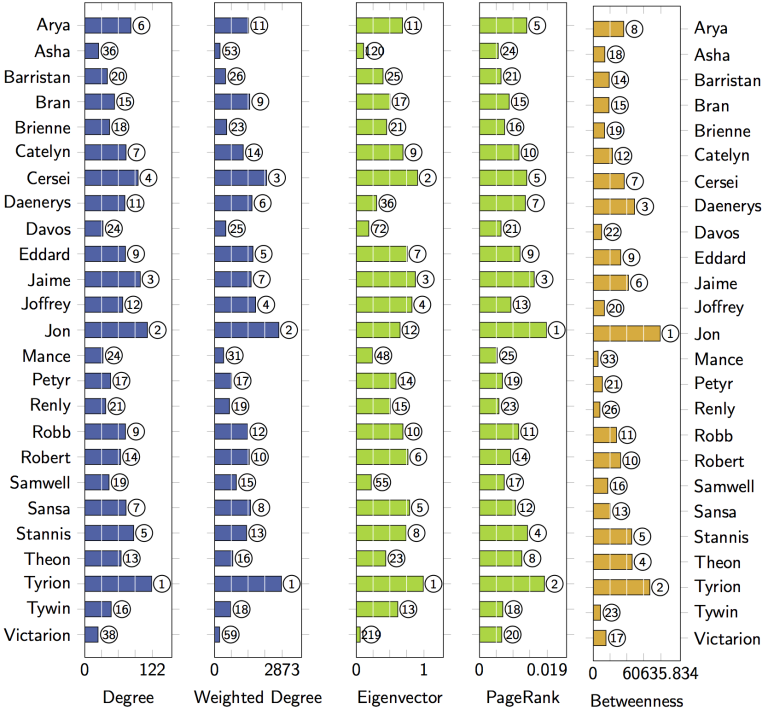 Arya 6 11 11 5 8 Arya
Asha 36 53 120 24 18 Asha
Barristan 20 26 25 21 14 Barristan
Bran 15 9 17 15 15 Bran
Brienne 18 23 21 16 19 Brienne
Catelyn 7 14 9 10 12 Catelyn
Cersei 4 3 2 5 7 Cersei
Daenerys 11 6 36 7 3 Daenerys
Davos 24 25 72 21 22 Davos
Eddard 9 5 7 9 9 Eddard
Jaime 3 7 3 3 6 Jaime
Joffrey 12 4 4 13 20 Joffrey
Jon 2 2 12 1 1 Jon
Mance 24 31 48 25 33 Mance
Petyr 17 17 14 19 21 Petyr
Renly 21 19 15 23 26 Renly
Robb 9 12 10 11 11 Robb
Robert 14 10 6 14 10 Robert
Samwell 19 15 55 17 16 Samwell
Sansa 7 8 5 12 13 Sansa
Stannis 5 13 8 4 5 Stannis
Theon 13 16 23 8 4 Theon
Tyrion 1 1 1 2 2 Tyrion
Tywin 16 18 13 18 23 Tywin
Victarion 38 59 219 20 17 Victarion
0 122 0 2873 0 1 0 0.019 0 60635.834
Degree Weighted Degree Eigenvector PageRank Betweenness